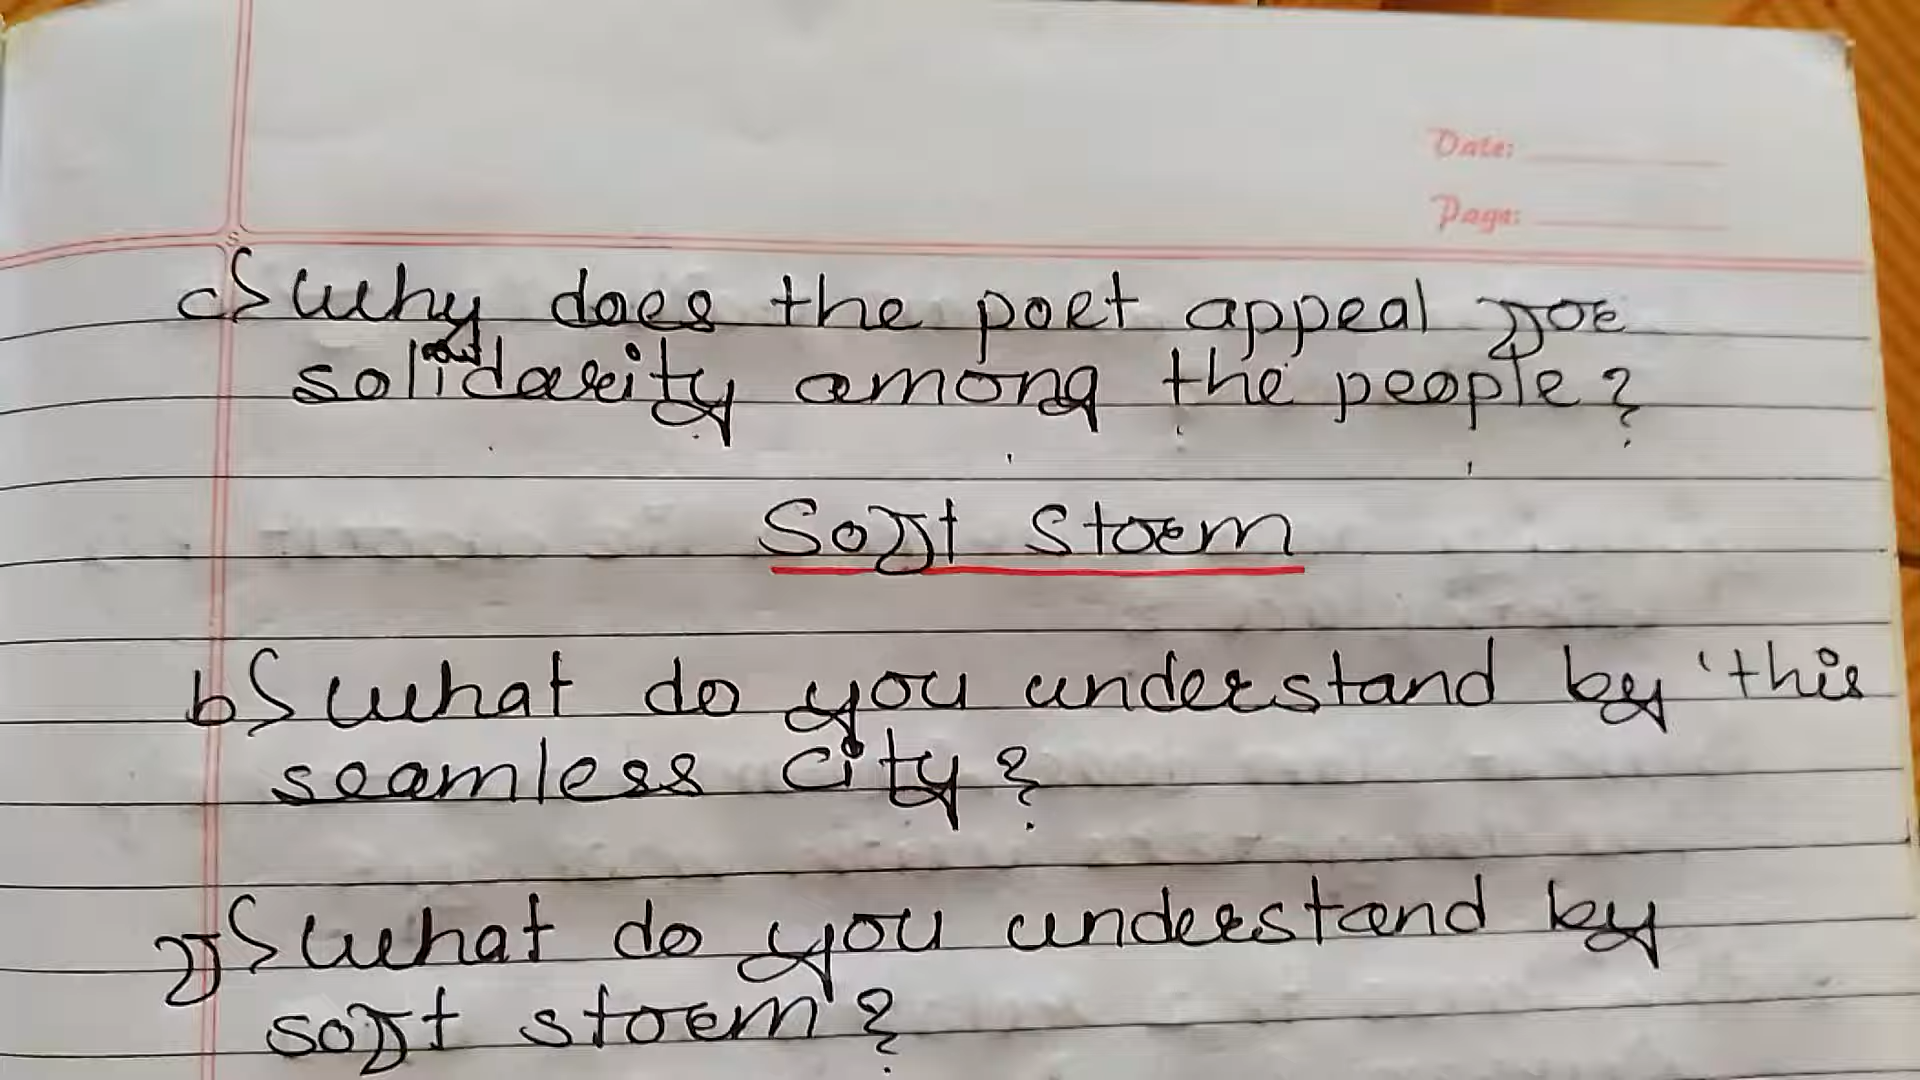 Date:
Page:
c) why does the poet appeal for
solidarity among the people?
Soft Storm
b) what do you understand by 'this
seamless city?
f) what do you understand by
soft storm'?